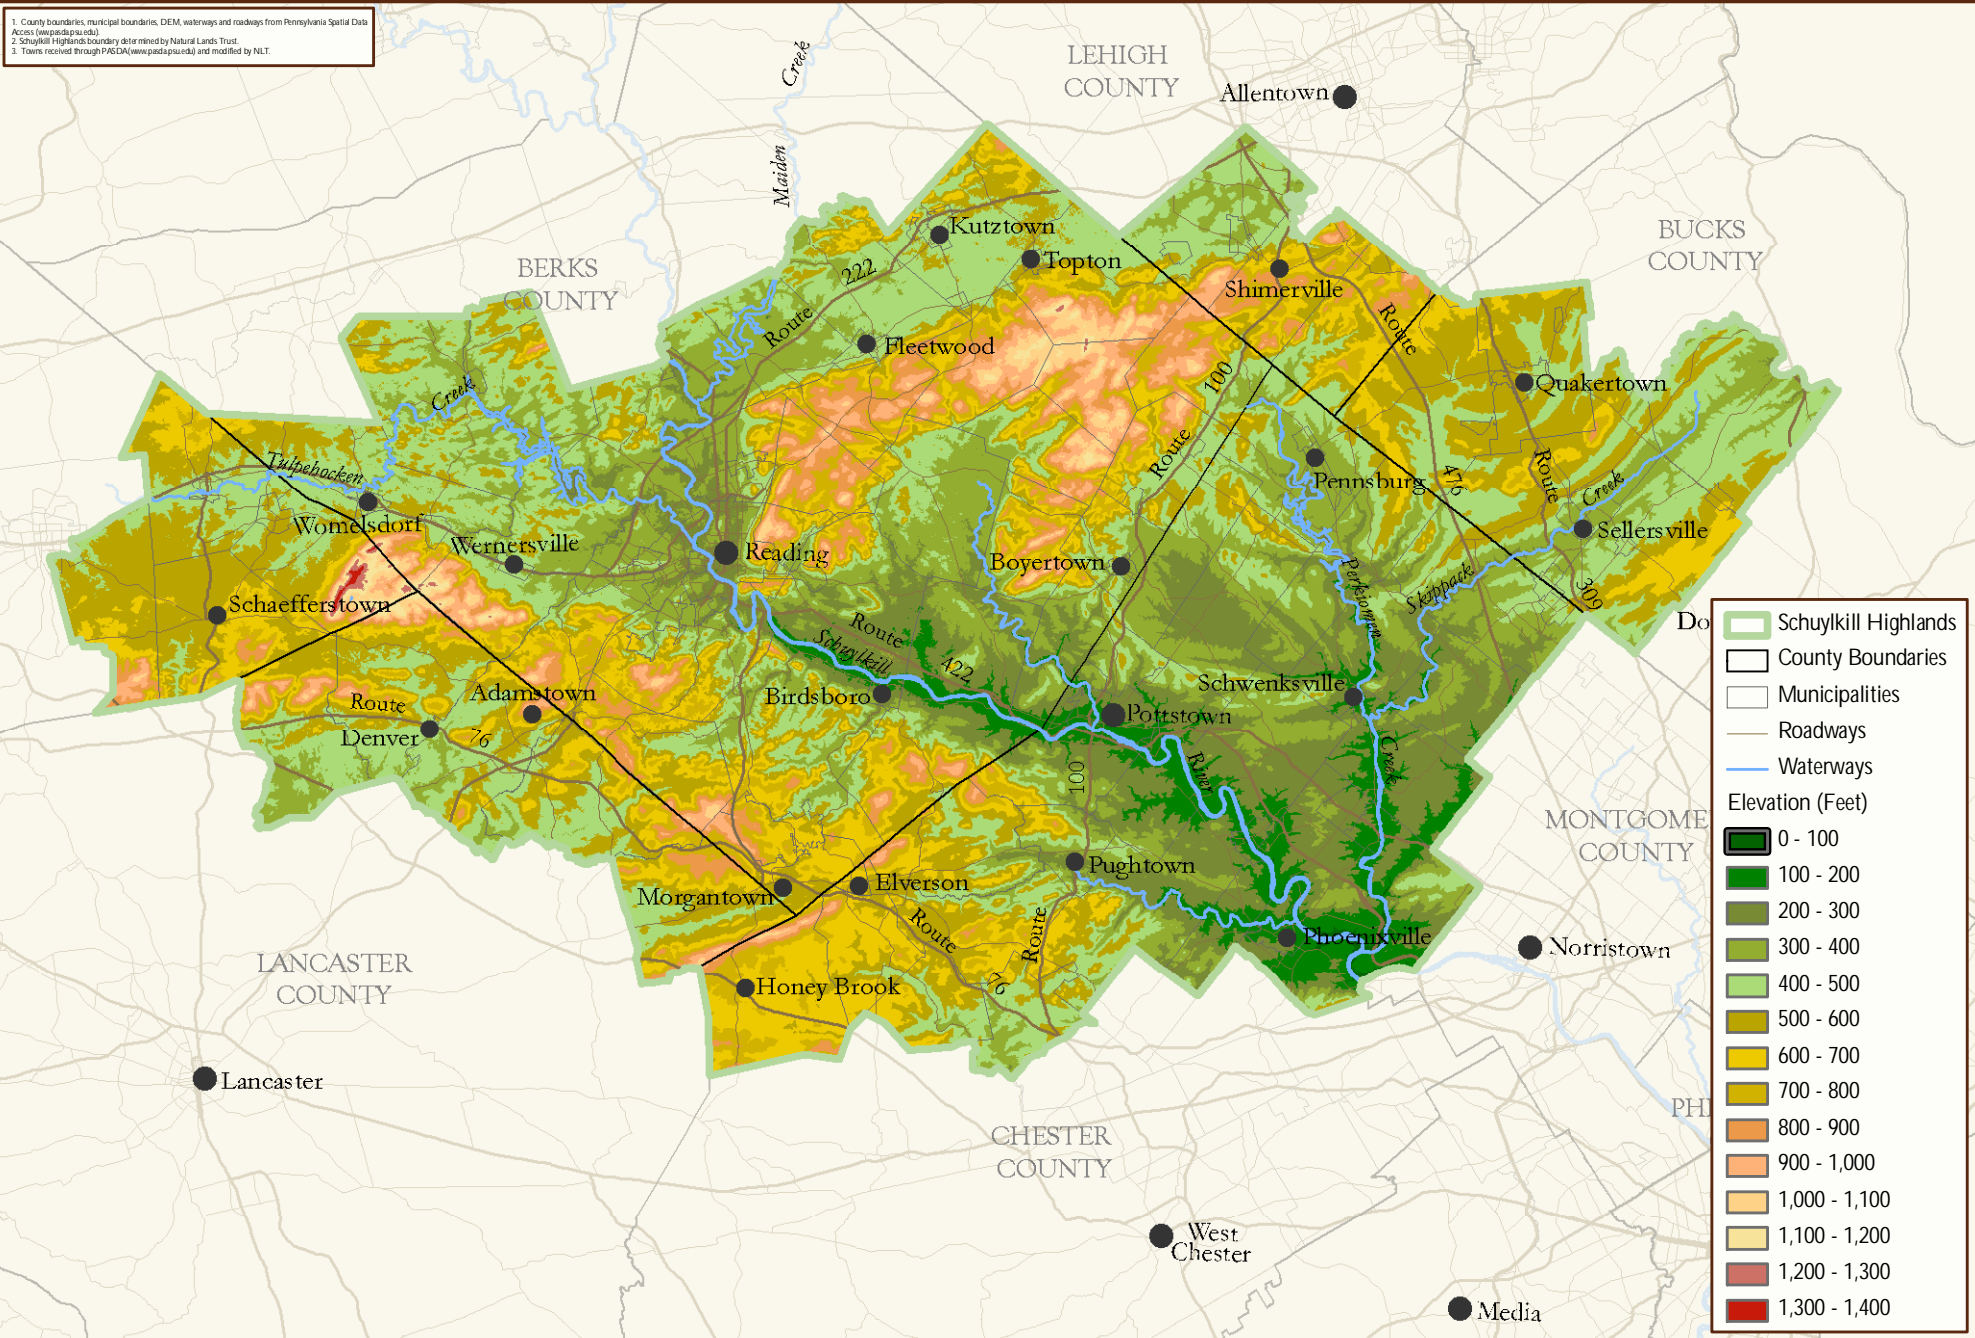 1. County boundaries, municipal boundaries, DEM, waterways and roadways from Pennsylvania Spatial Data
Access (ww.pasda.psu.edu).
2. Schuylkill Highlands boundary determined by Natural Lands Trust.
3. Towns received through PASDA (www.pasda.psu.edu) and modified by NLT.
LEHIGH
COUNTY
Allentown
Creek
Maiden
BUCKS
COUNTY
BERKS
COUNTY
Kutztown
Topton
222
Route
Shimerville
Route
Fleetwood
100
Route
Quakertown
Creek
Tulpehocken
Womelsdorf
Wernersville
Reading
Pennsburg
476
Route
Creek
Sellersville
Boyertown
Perkiomen
Skippack
309
Schaefferstown
Route
422
Schuylkill
Birdsboro
Schwenksville
Pottstown
River
Creek
100
Adamstown
Route
76
Denver
Do
MONTGOME
COUNTY
Pughtown
Elverson
Morgantown
Route
76
Route
Phoenixville
Norristown
Honey Brook
LANCASTER
COUNTY
Lancaster
CHESTER
COUNTY
PHI
West
Chester
Media
Schuylkill Highlands
County Boundaries
Municipalities
Roadways
Waterways
Elevation (Feet)
0 - 100
100 - 200
200 - 300
300 - 400
400 - 500
500 - 600
600 - 700
700 - 800
800 - 900
900 - 1,000
1,000 - 1,100
1,100 - 1,200
1,200 - 1,300
1,300 - 1,400